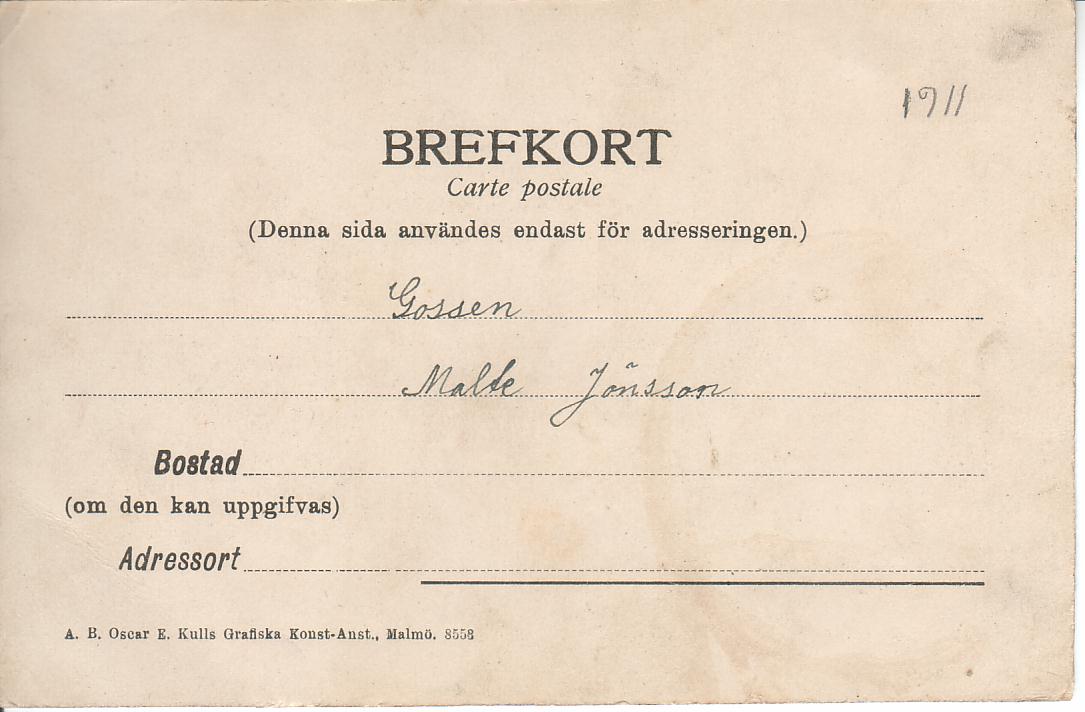 1911
BREFKORT
Carte postale
(Denna sida användes endast för adresseringen.)
Gossen
Malte Jönsson
Bostad
(om den kan uppgifvas)
Adressort
A. B. Oscar E. Kulls Grafiska Konst-Anst., Malmö. 8558